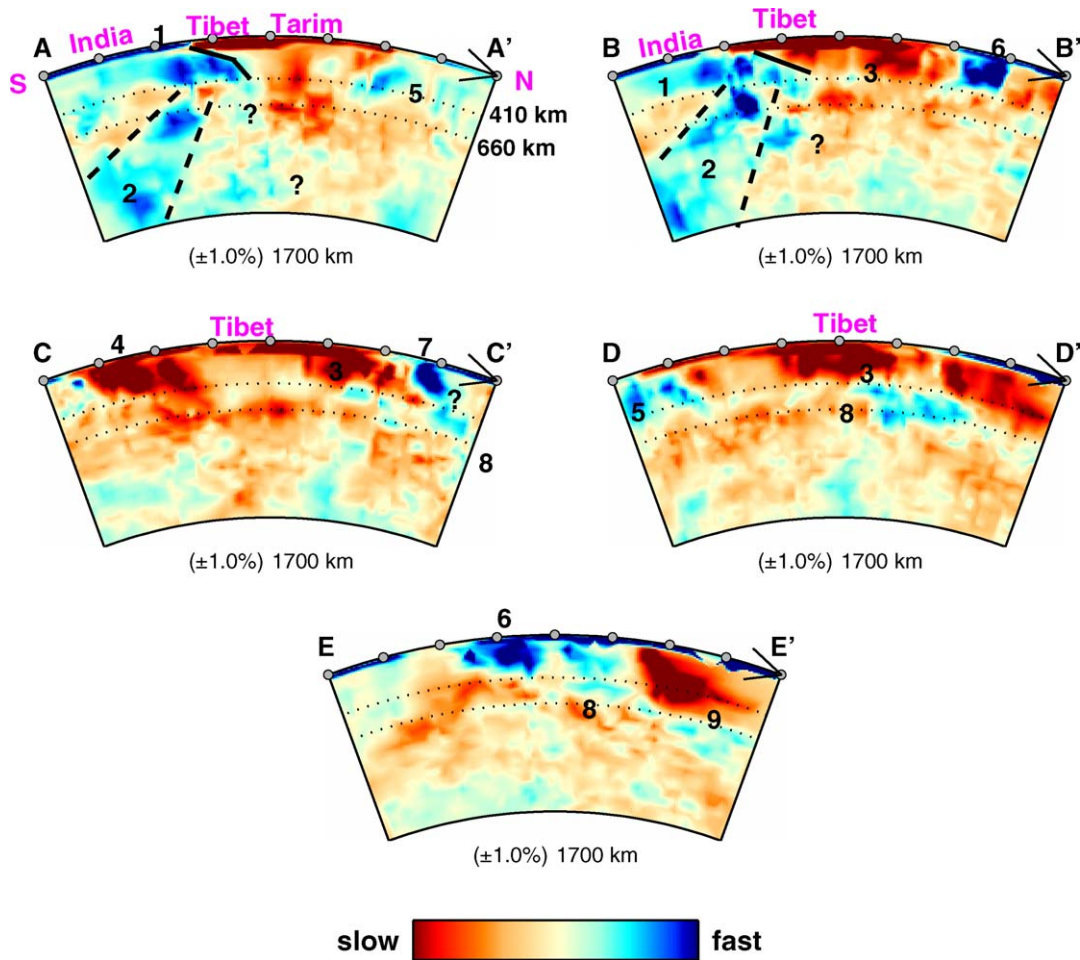 A India 1 Tibet Tarim A'
S N
5
? 410 km
660 km
2 ?
(±1.0%) 1700 km
Tibet
B India 6 B'
1 3
2 ?
(±1.0%) 1700 km
Tibet
C 4 7 C'
3
?
8
(±1.0%) 1700 km
Tibet
D D'
3
5 8
(±1.0%) 1700 km
6
E E'
8 9
(±1.0%) 1700 km
slow fast